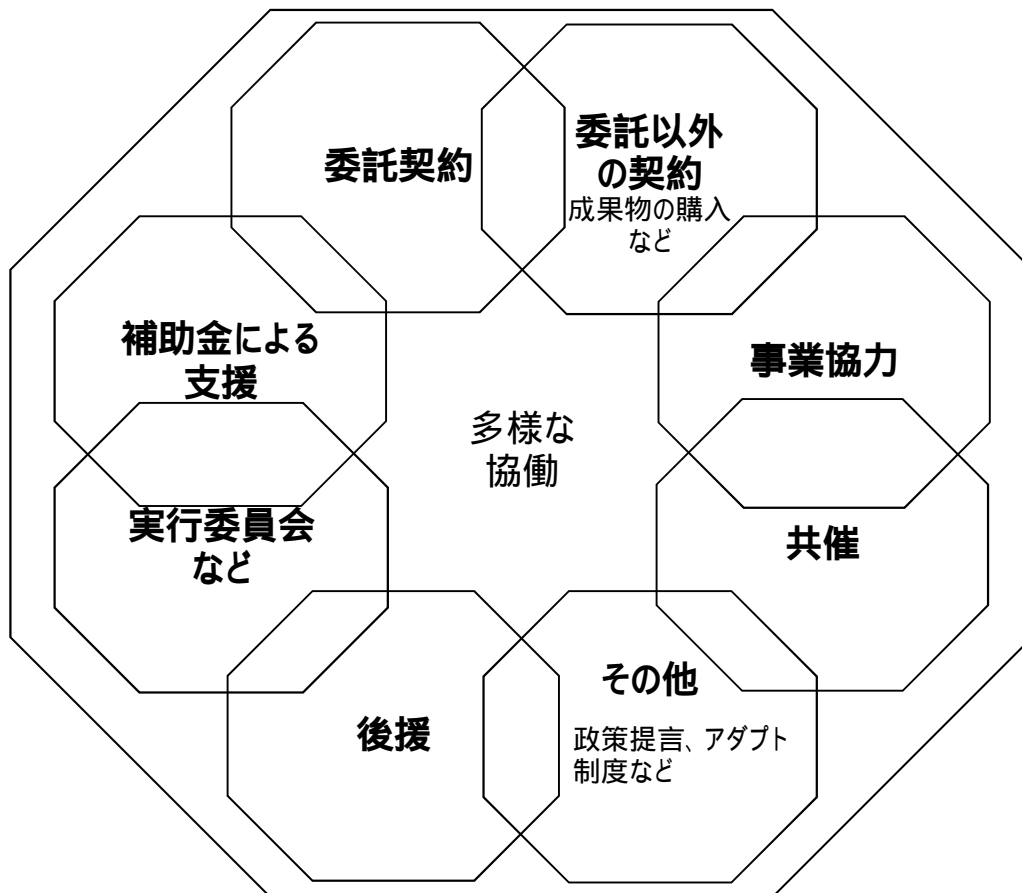 委託契約
委託以外
の契約
成果物の購入
など
補助金による
支援
事業協力
多様な
協働
実行委員会
など
共催
後援
その他
政策提言、アダプト
制度など